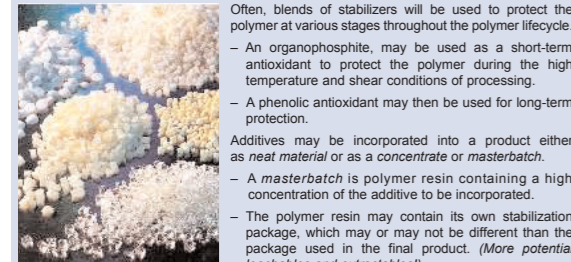 Often, blends of stabilizers will be used to protect the
polymer at various stages throughout the polymer lifecycle.
– An organophosphite, may be used as a short-term
antioxidant to protect the polymer during the high
temperature and shear conditions of processing.
– A phenolic antioxidant may then be used for long-term
protection.
Additives may be incorporated into a product either
as neat material or as a concentrate or masterbatch.
– A masterbatch is polymer resin containing a high
concentration of the additive to be incorporated.
– The polymer resin may contain its own stabilization
package, which may or may not be different than the
package used in the final product. (More potential
leachables and extractables!)